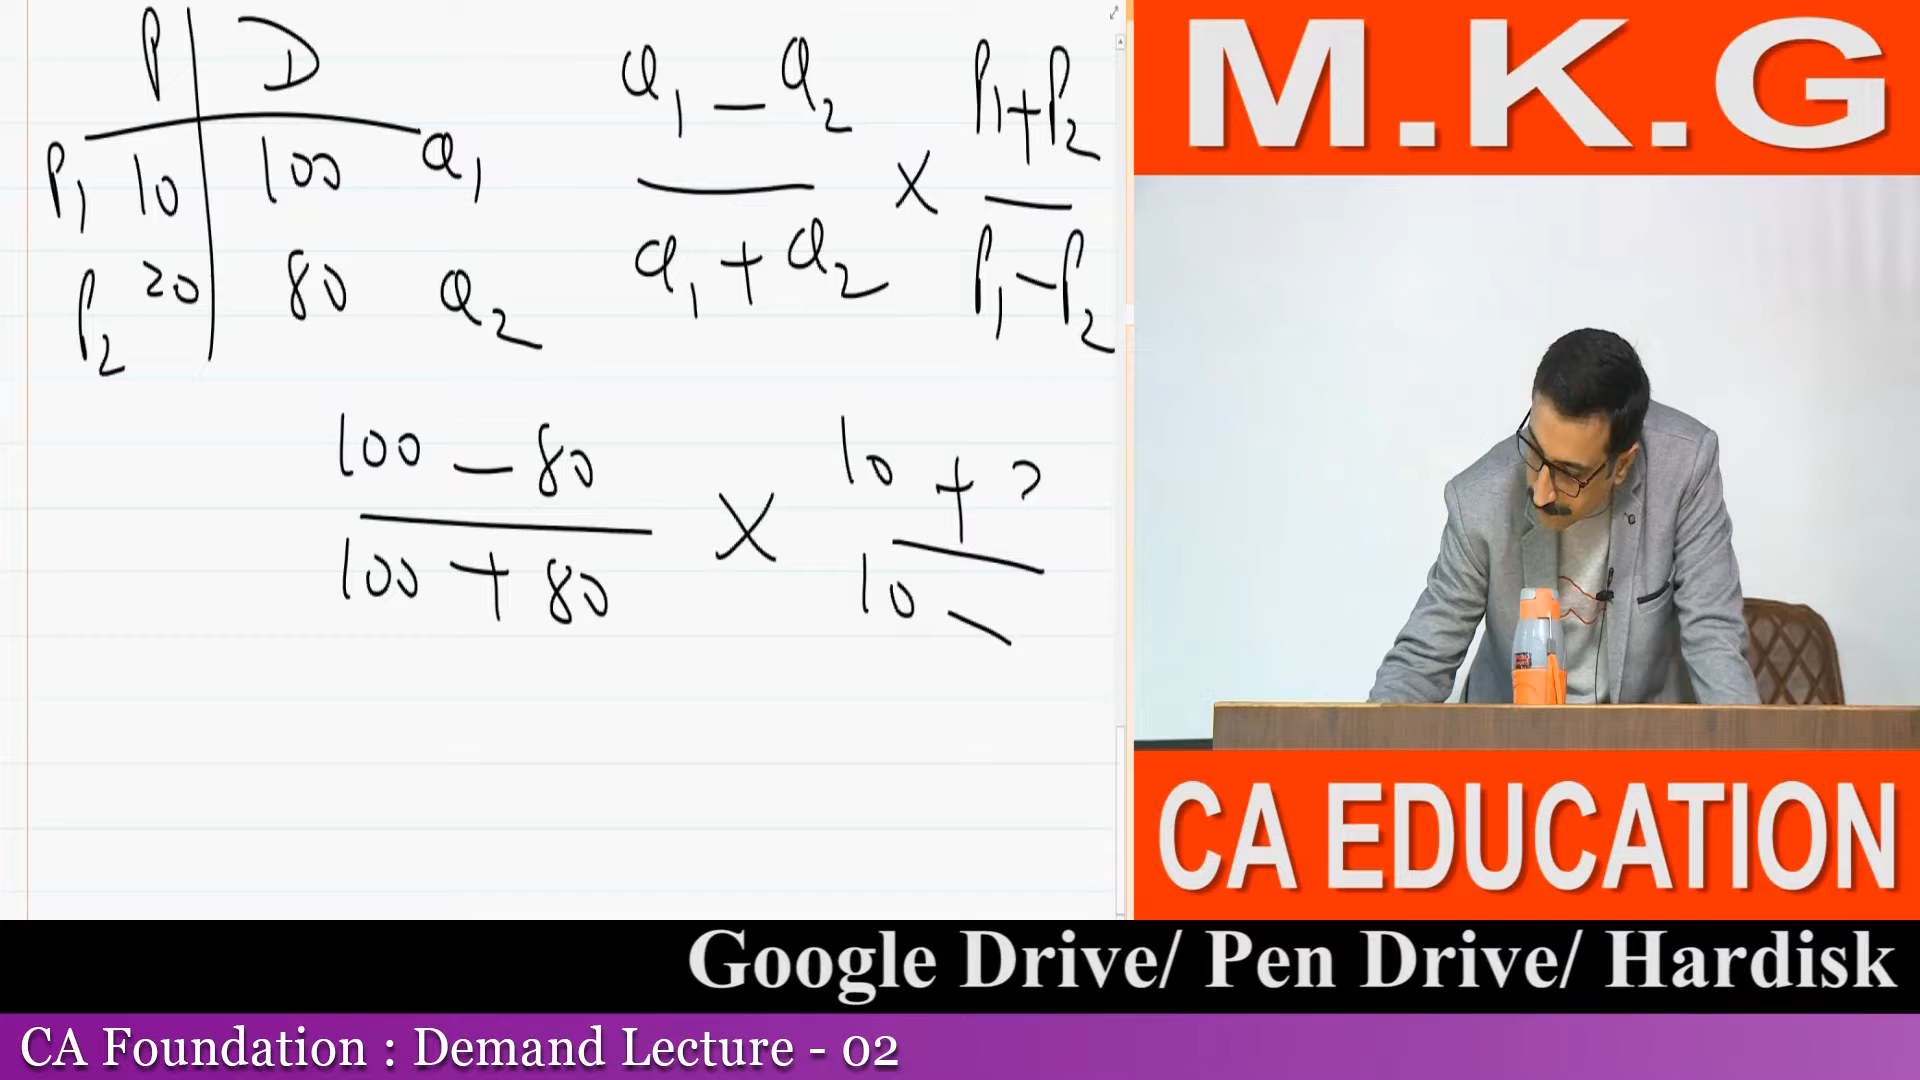 P D
P1 10 100 Q1
P2 20 80 Q2
Q1 - Q2 / Q1 + Q2 × P1+P2 / P1-P2
100 - 80 / 100 + 80 × 10 + 2 / 10 -
M.K.G
CA EDUCATION
Google Drive/ Pen Drive/ Hardisk
CA Foundation : Demand Lecture - 02